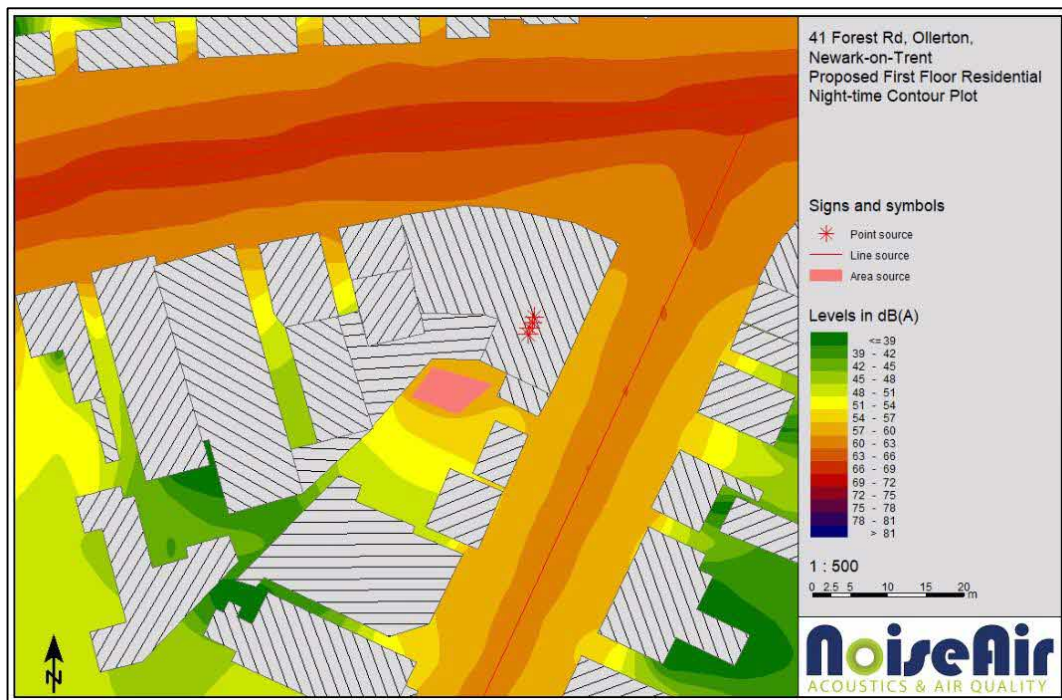 41 Forest Rd, Ollerton,
Newark-on-Trent
Proposed First Floor Residential
Night-time Contour Plot
Signs and symbols
Point source
Line source
Area source
Levels in dB(A)
<= 39
39 - 42
42 - 45
45 - 48
48 - 51
51 - 54
54 - 57
57 - 60
60 - 63
63 - 66
66 - 69
69 - 72
72 - 75
75 - 78
78 - 81
> 81
1 : 500
0 2.5 5 10 15 20
m
N
NoiseAir
ACOUSTICS & AIR QUALITY